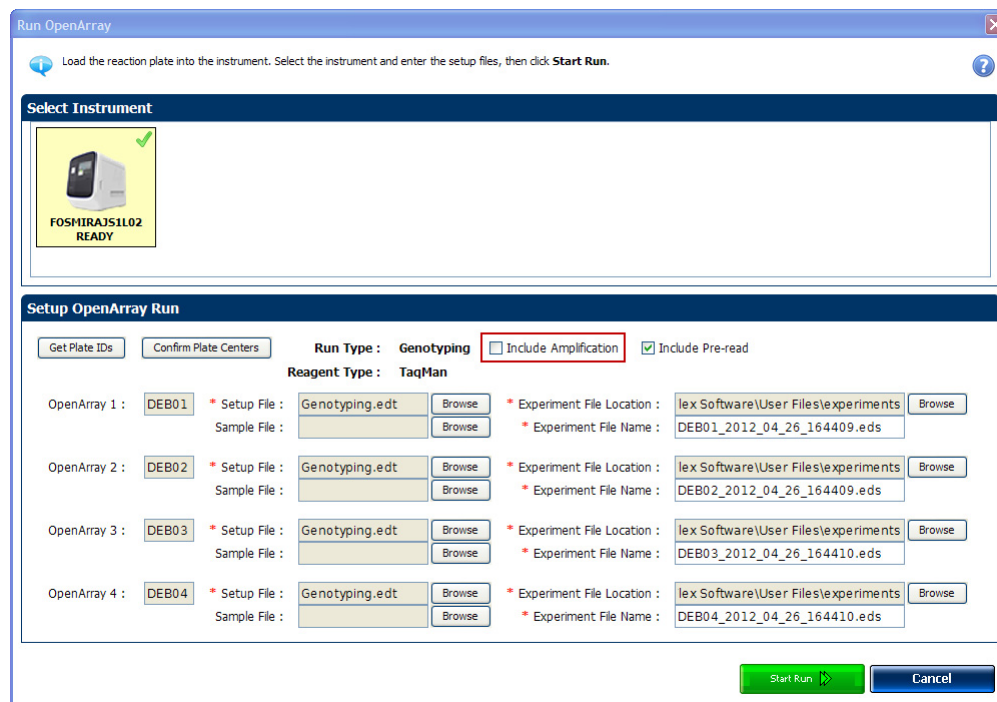 Run OpenArray
Load the reaction plate into the instrument. Select the instrument and enter the setup files, then click Start Run.
?
Select Instrument
FOSMIRAJS1L02
READY
Setup OpenArray Run
Get Plate IDs Confirm Plate Centers Run Type : Genotyping Include Amplification Include Pre-read
Reagent Type : TaqMan
OpenArray 1 : DEB01 * Setup File : Genotyping.edt Browse * Experiment File Location : lex Software\User Files\experiments Browse
Sample File : Browse * Experiment File Name : DEB01_2012_04_26_164409.eds
OpenArray 2 : DEB02 * Setup File : Genotyping.edt Browse * Experiment File Location : lex Software\User Files\experiments Browse
Sample File : Browse * Experiment File Name : DEB02_2012_04_26_164409.eds
OpenArray 3 : DEB03 * Setup File : Genotyping.edt Browse * Experiment File Location : lex Software\User Files\experiments Browse
Sample File : Browse * Experiment File Name : DEB03_2012_04_26_164410.eds
OpenArray 4 : DEB04 * Setup File : Genotyping.edt Browse * Experiment File Location : lex Software\User Files\experiments Browse
Sample File : Browse * Experiment File Name : DEB04_2012_04_26_164410.eds
Start Run Cancel